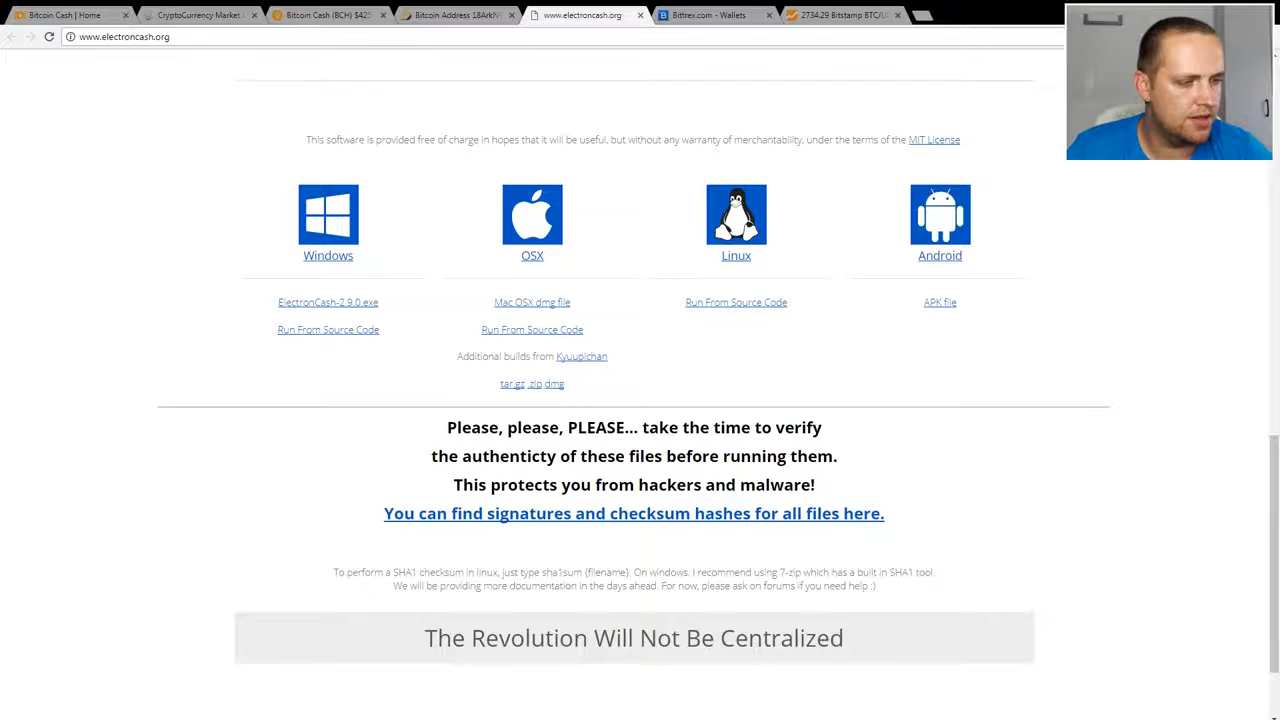 Bitcoin Cash | Home
CryptoCurrency Market
Bitcoin Cash (BCH) $425
Bitcoin Address 18ArkN
www.electroncash.org
Bittrex.com - Wallets
2734.29 Bitstamp BTC/U
www.electroncash.org
This software is provided free of charge in hopes that it will be useful, but without any warranty of merchantability, under the terms of the MIT License
Windows
OSX
Linux
Android
ElectronCash-2.9.0.exe
Mac OSX dmg file
Run From Source Code
APK file
Run From Source Code
Run From Source Code
Additional builds from Kyuupichan
tar.gz .zip dmg
Please, please, PLEASE... take the time to verify
the authenticty of these files before running them.
This protects you from hackers and malware!
You can find signatures and checksum hashes for all files here.
To perform a SHA1 checksum in linux, just type sha1sum {filename}. On windows, I recommend using 7-zip which has a built in SHA1 tool.
We will be providing more documentation in the days ahead. For now, please ask on forums if you need help :)
The Revolution Will Not Be Centralized